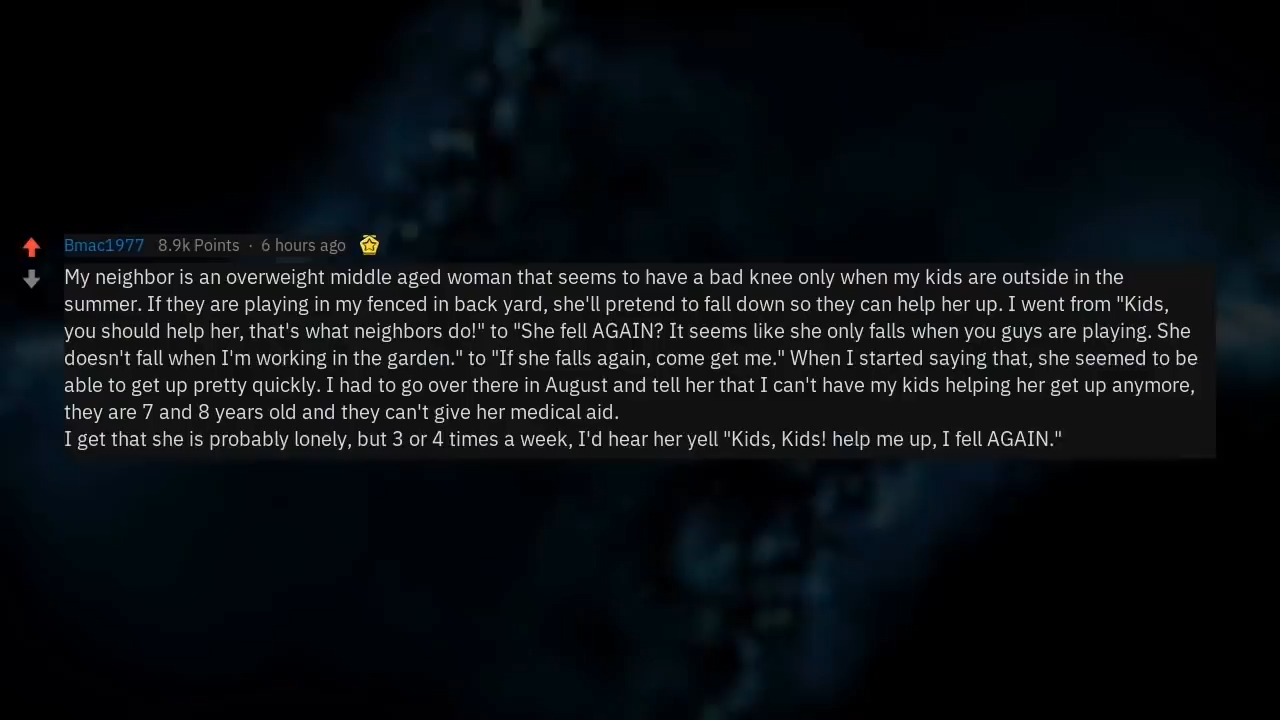 Bmac1977 8.9k Points · 6 hours ago
My neighbor is an overweight middle aged woman that seems to have a bad knee only when my kids are outside in the
summer. If they are playing in my fenced in back yard, she'll pretend to fall down so they can help her up. I went from "Kids,
you should help her, that's what neighbors do!" to "She fell AGAIN? It seems like she only falls when you guys are playing. She
doesn't fall when I'm working in the garden." to "If she falls again, come get me." When I started saying that, she seemed to be
able to get up pretty quickly. I had to go over there in August and tell her that I can't have my kids helping her get up anymore,
they are 7 and 8 years old and they can't give her medical aid.
I get that she is probably lonely, but 3 or 4 times a week, I'd hear her yell "Kids, Kids! help me up, I fell AGAIN."